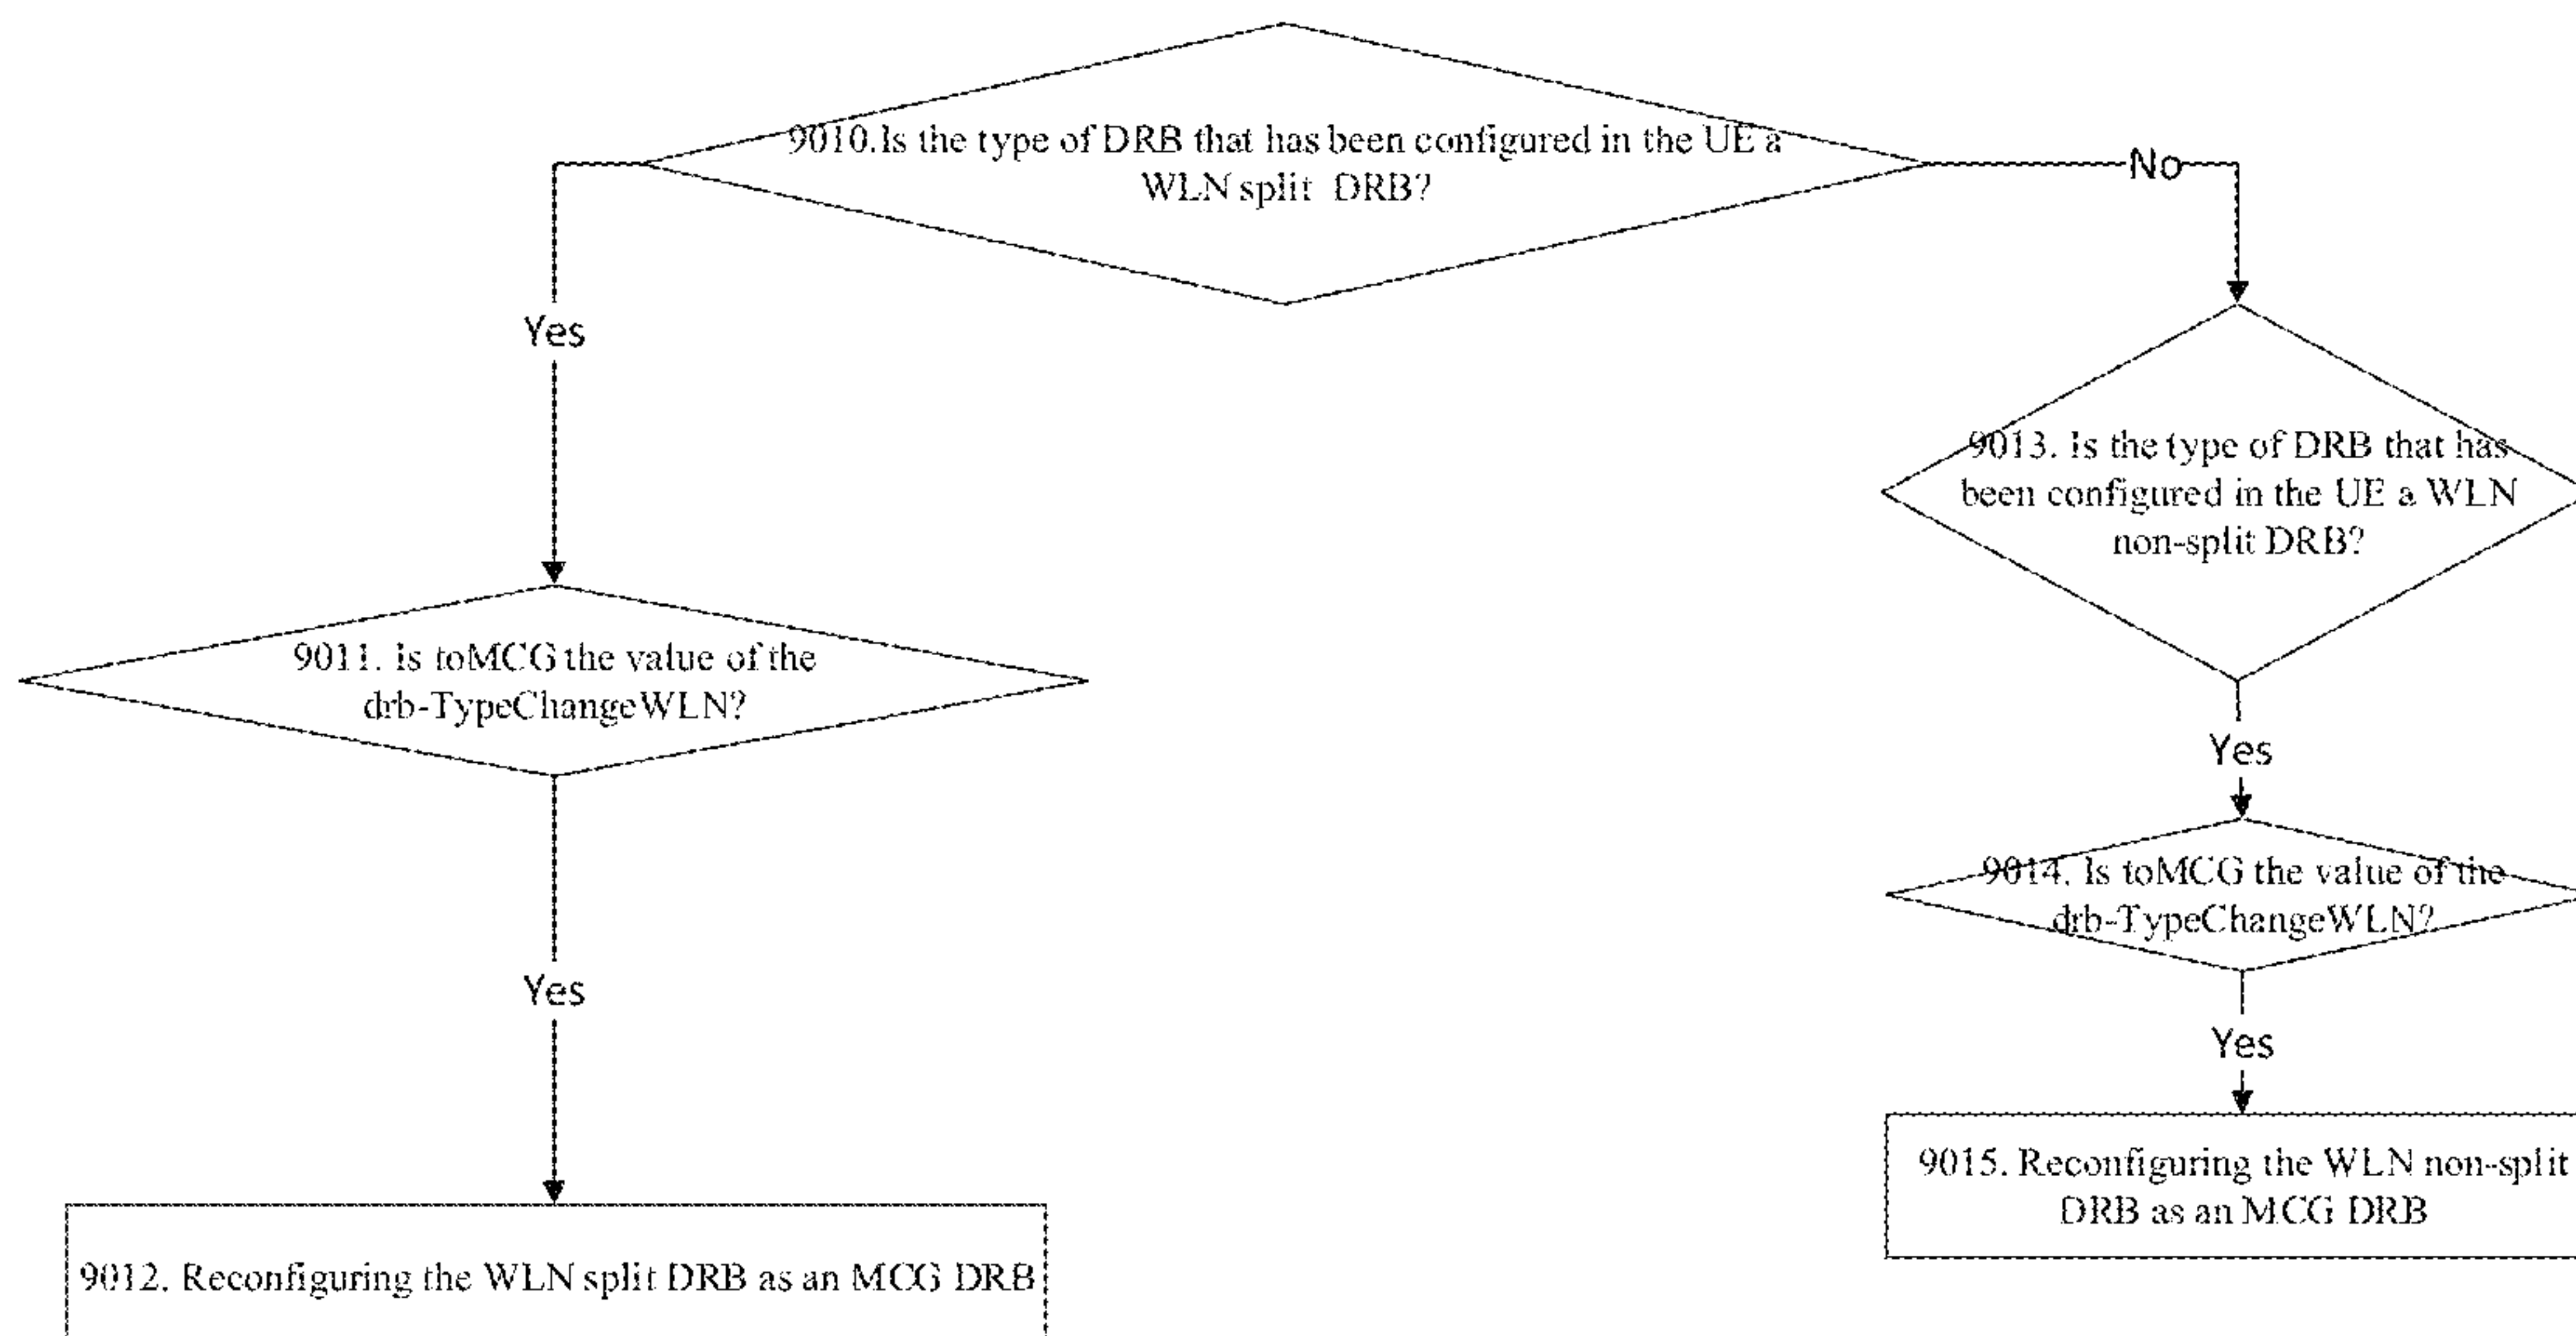 9010.Is the type of DRB that has been configured in the UE a
WLN split DRB?
No
Yes
9013. Is the type of DRB that has
been configured in the UE a WLN
non-split DRB?
9011. Is toMCG the value of the
drb-TypeChangeWLN?
Yes
9014. Is toMCG the value of the
drb-TypeChangeWLN?
Yes
Yes
9015. Reconfiguring the WLN non-split
DRB as an MCG DRB
9012. Reconfiguring the WLN split DRB as an MCG DRB